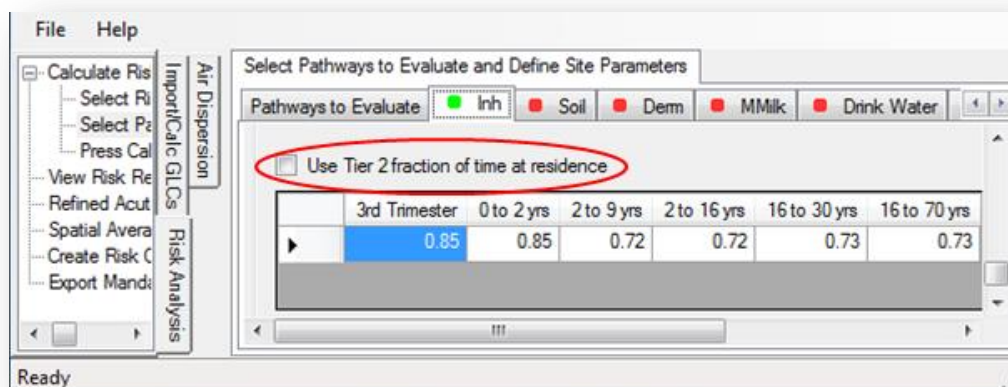 File Help
Calculate Ris
Select Ri
Select Pa
Press Cal
View Risk Re
Refined Acut
Spatial Avera
Create Risk C
Export Manda
Import/Calc GLCs
Risk Analysis
Air Dispersion
Select Pathways to Evaluate and Define Site Parameters
Pathways to Evaluate Inh Soil Derm MMilk Drink Water
Use Tier 2 fraction of time at residence
3rd Trimester 0 to 2 yrs 2 to 9 yrs 2 to 16 yrs 16 to 30 yrs 16 to 70 yrs
0.85 0.85 0.72 0.72 0.73 0.73
Ready